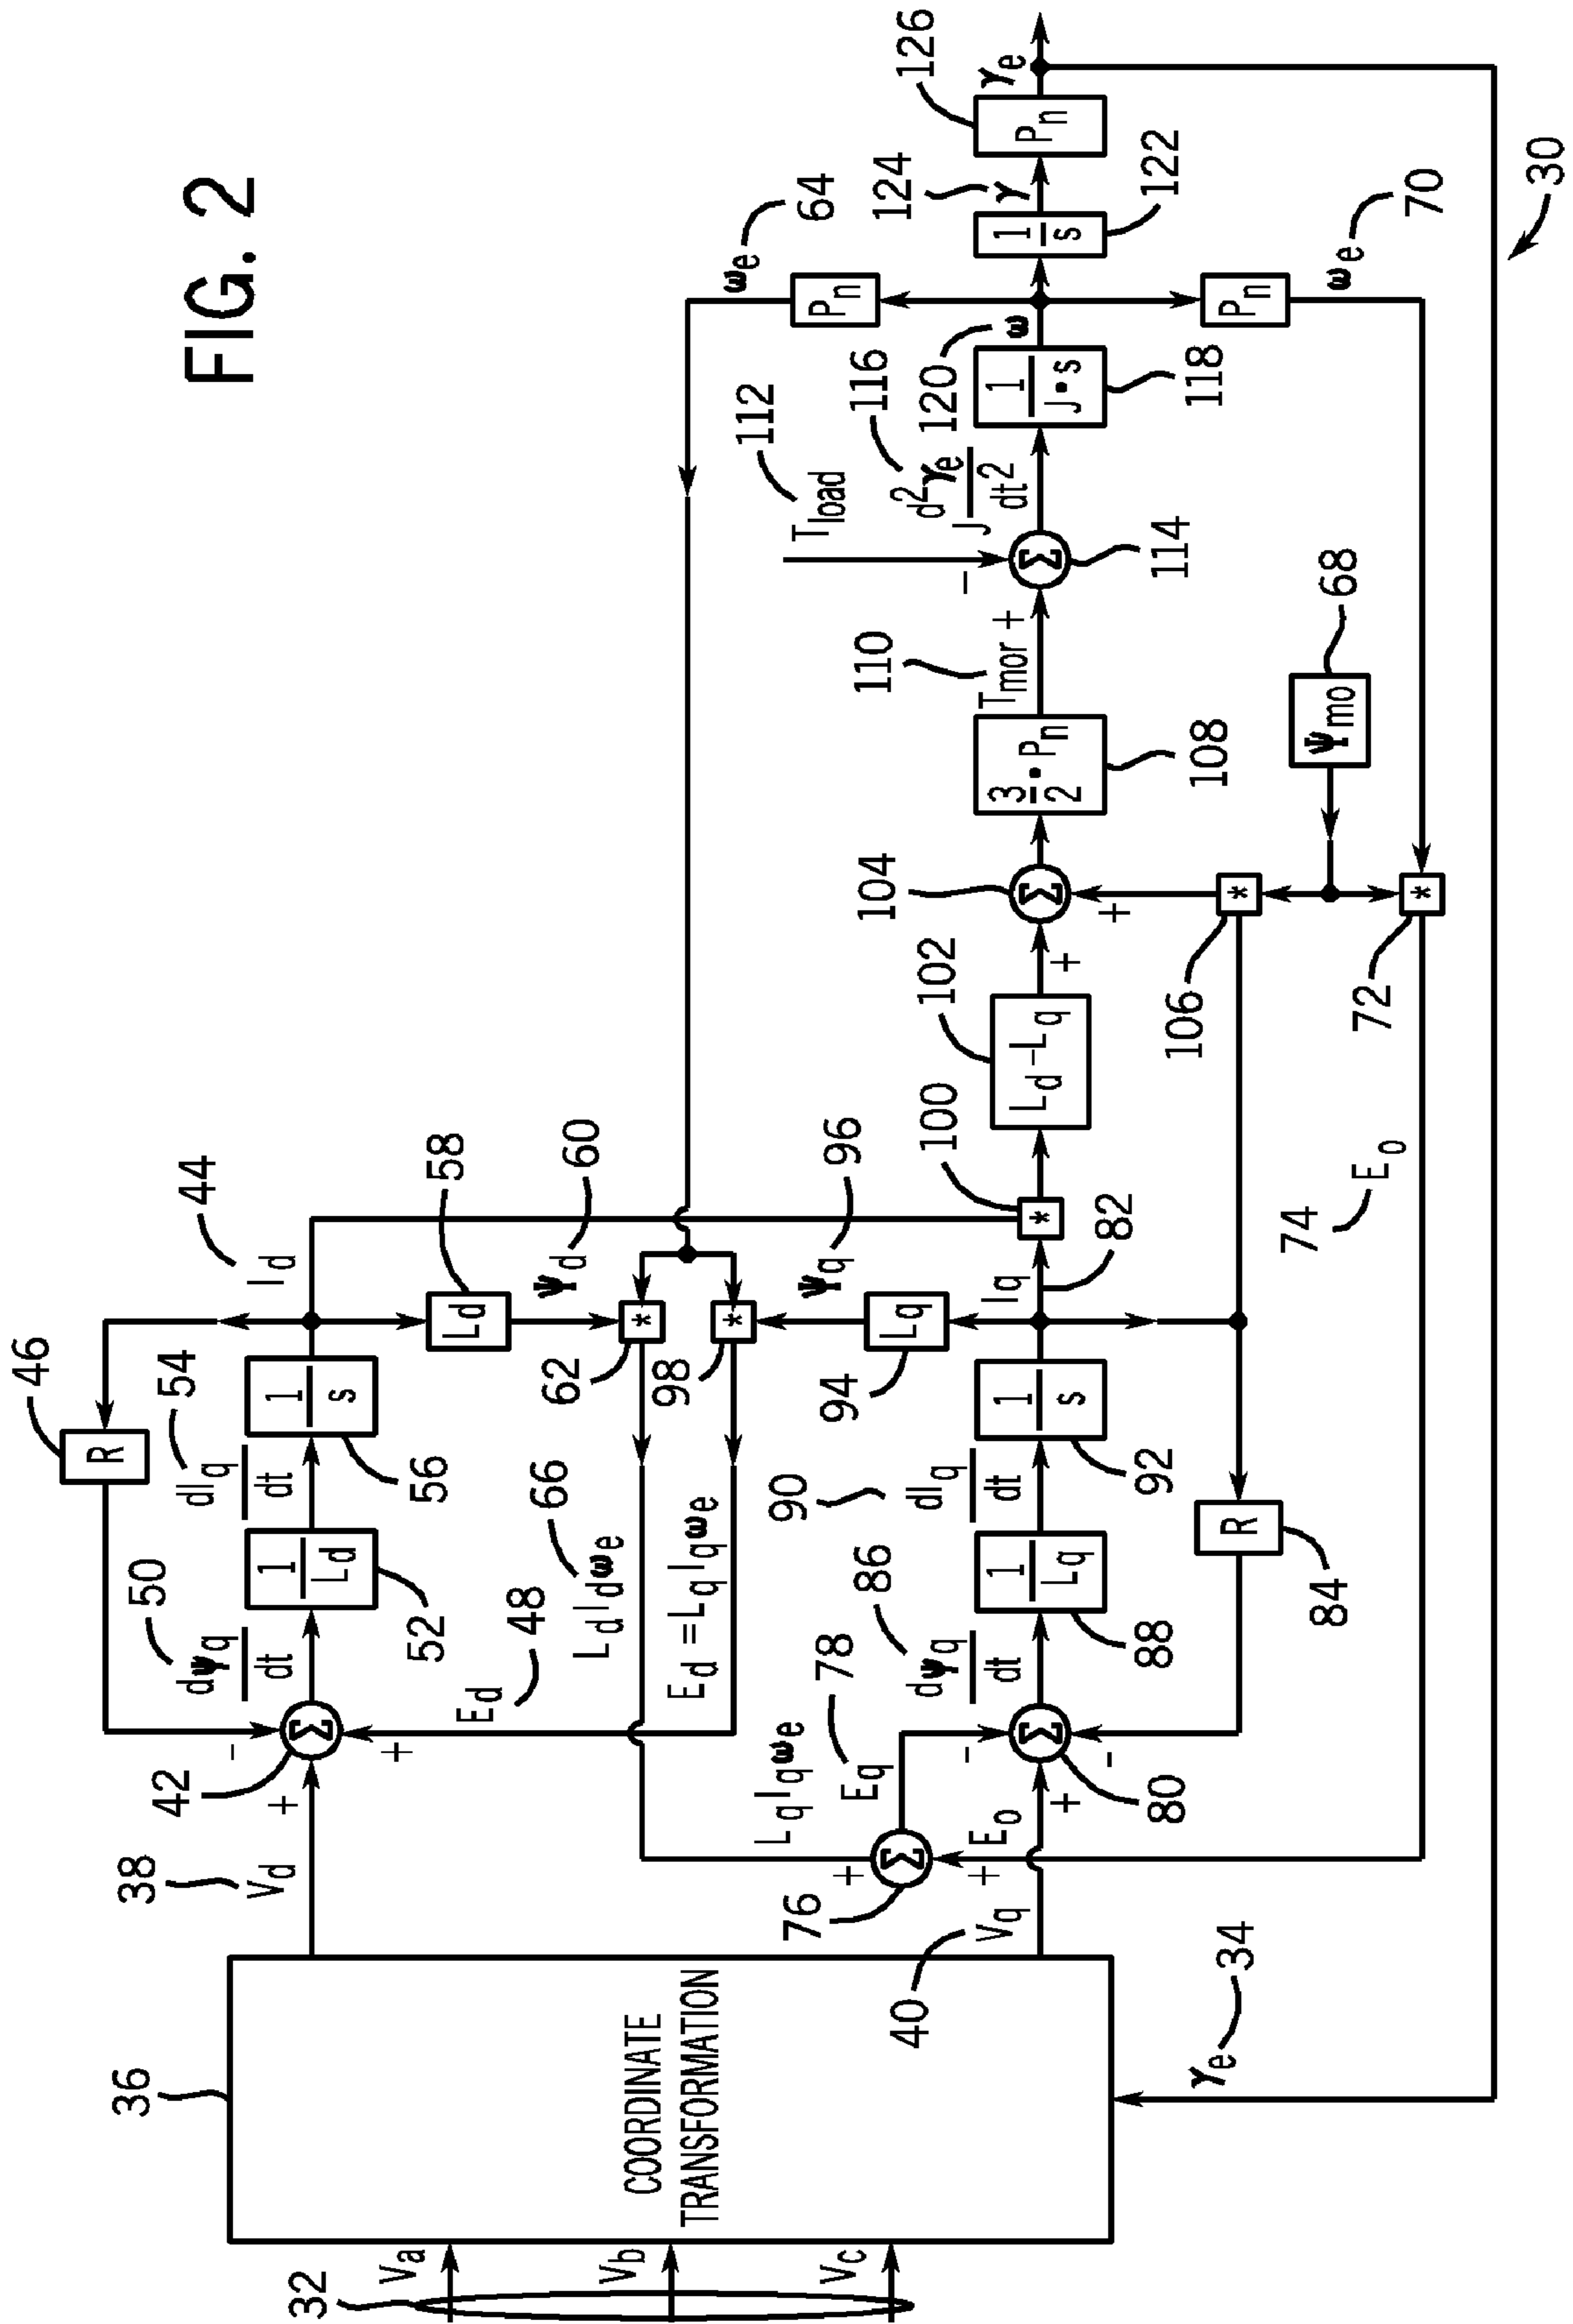 FIG. 2
30
32
Va
Vb
Vc
36
COORDINATE
TRANSFORMATION
γe
34
38
Vd
40
Vq
42
+
-
+
50
dψq
dt
52
1
Ld
54
dIq
dt
56
1
s
46
R
44
Id
58
Ld
ψd
60
*
62
*
98
ψq
96
Lq
94
66
LdIdωe
Ed = LqIqωe
Ed
48
LqIqωe
78
Eq
76
Σ
+
+
Eo
Σ
Σ
80
+
-
-
86
dψq
dt
88
1
Lq
90
dIq
dt
92
1
s
84
R
Iq
82
100
*
102
Ld-Lq
+
104
Σ
+
106
*
72
*
74
Eo
68
ψmo
108
3
2
•Pn
110
Tmor
+
-
112
Tload
114
Σ
116
J
d²γe
dt²
118
1
J•s
120
ω
Pn
ωe
64
Pn
ωe
70
122
1
s
124
γ
126
Pn
γe